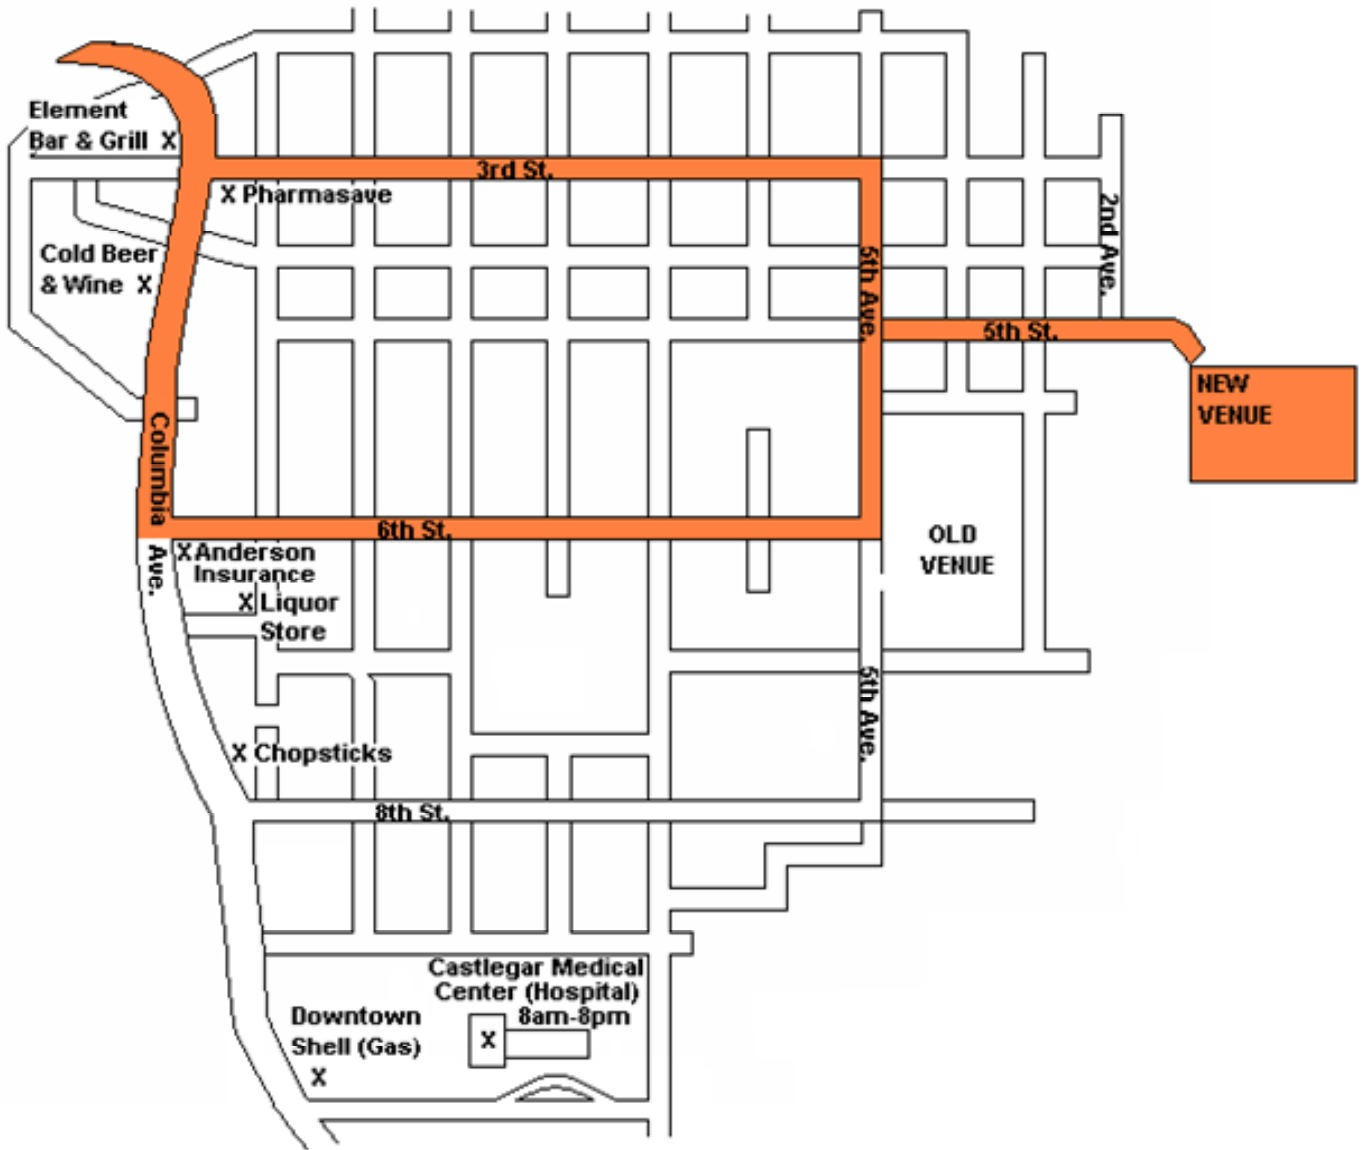 Element
Bar & Grill X
3rd St.
X Pharmasave
2nd Ave.
Cold Beer
& Wine X
5th Ave.
5th St.
NEW
VENUE
Columbia
Ave.
6th St.
OLD
VENUE
X Anderson
Insurance
X Liquor
Store
5th Ave.
X Chopsticks
8th St.
Castlegar Medical
Center (Hospital)
8am-8pm
X
Downtown
Shell (Gas)
X